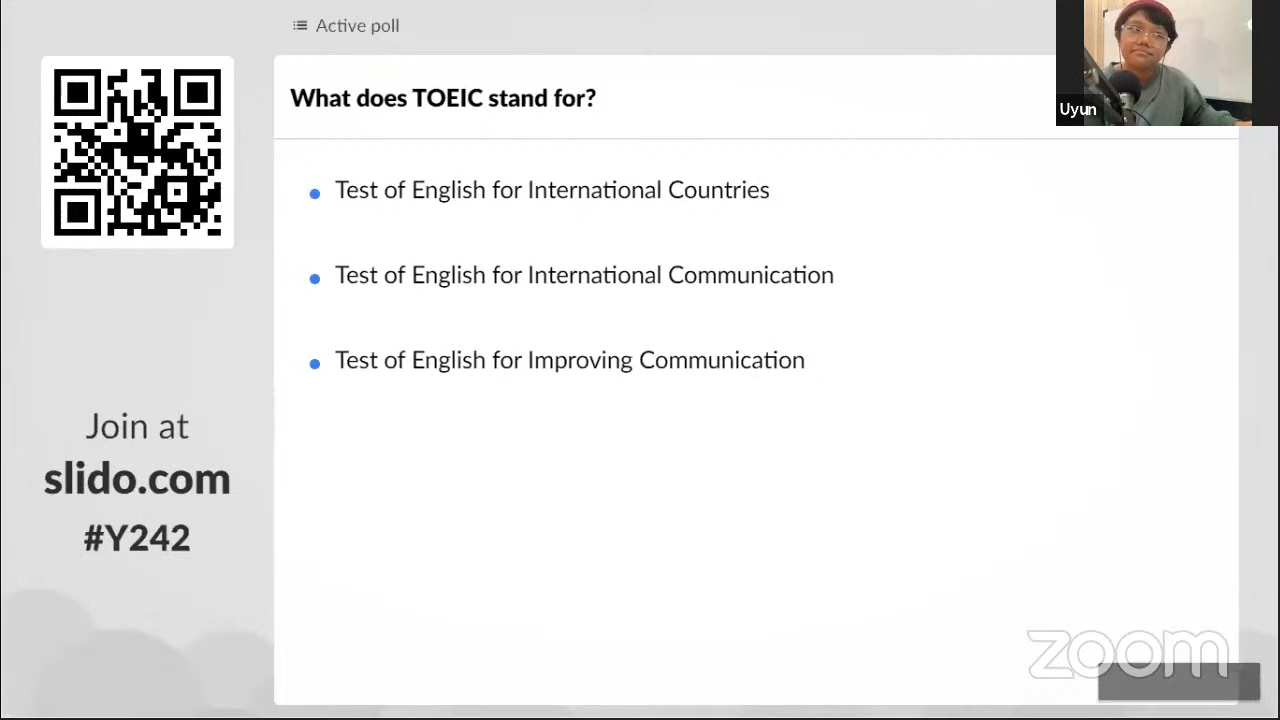 Active poll
What does TOEIC stand for?
Test of English for International Countries
Test of English for International Communication
Test of English for Improving Communication
Join at
slido.com
#Y242
Uyun
zoom